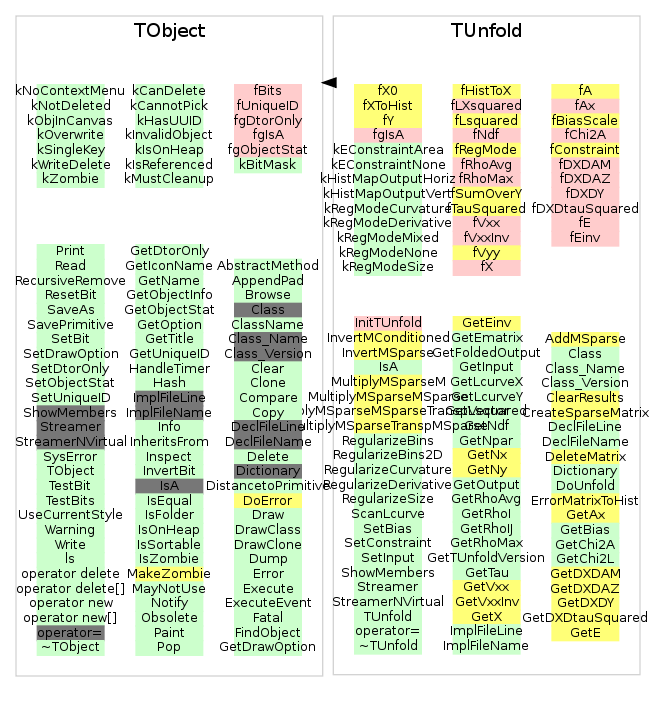 TObject
kNoContextMenu
kNotDeleted
kObjInCanvas
kOverwrite
kSingleKey
kWriteDelete
kZombie
kCanDelete
kCannotPick
kHasUUID
kInvalidObject
kIsOnHeap
kIsReferenced
kMustCleanup
fBits
fUniqueID
fgDtorOnly
fgIsA
fgObjectStat
kBitMask
Print
Read
RecursiveRemove
ResetBit
SaveAs
SavePrimitive
SetBit
SetDrawOption
SetDtorOnly
SetObjectStat
SetUniqueID
ShowMembers
Streamer
StreamerNVirtual
SysError
TObject
TestBit
TestBits
UseCurrentStyle
Warning
Write
ls
operator delete
operator delete[]
operator new
operator new[]
operator=
~TObject
GetDtorOnly
GetIconName
GetName
GetObjectInfo
GetObjectStat
GetOption
GetTitle
GetUniqueID
HandleTimer
Hash
ImplFileLine
ImplFileName
Info
InheritsFrom
Inspect
InvertBit
IsA
IsEqual
IsFolder
IsOnHeap
IsSortable
IsZombie
MakeZombie
MayNotUse
Notify
Obsolete
Paint
Pop
AbstractMethod
AppendPad
Browse
Class
ClassName
Class_Name
Class_Version
Clear
Clone
Compare
Copy
DeclFileLine
DeclFileName
Delete
Dictionary
DistancetoPrimitive
DoError
Draw
DrawClass
DrawClone
Dump
Error
Execute
ExecuteEvent
Fatal
FindObject
GetDrawOption
TUnfold
fX0
fXToHist
fY
fgIsA
kEConstraintArea
kEConstraintNone
kHistMapOutputHoriz
kHistMapOutputVert
kRegModeCurvature
kRegModeDerivative
kRegModeMixed
kRegModeNone
kRegModeSize
fHistToX
fLXsquared
fLsquared
fNdf
fRegMode
fRhoAvg
fRhoMax
fSumOverY
fTauSquared
fVxx
fVxxInv
fVyy
fX
fA
fAx
fBiasScale
fChi2A
fConstraint
fDXDAM
fDXDAZ
fDXDY
fDXDtauSquared
fE
fEinv
InitTUnfold
InvertMConditioned
InvertMSparse
IsA
MultiplyMSparseM
MultiplyMSparseMSparse
RegularizeBins
RegularizeBins2D
RegularizeCurvature
RegularizeDerivative
RegularizeSize
ScanLcurve
SetBias
SetConstraint
SetInput
ShowMembers
Streamer
StreamerNVirtual
TUnfold
operator=
~TUnfold
GetEinv
GetEmatrix
GetFoldedOutput
GetInput
GetLcurveX
GetLcurveY
GetNdf
GetNpar
GetNx
GetNy
GetOutput
GetRhoAvg
GetRhoI
GetRhoIJ
GetRhoMax
GetTUnfoldVersion
GetTau
GetVxx
GetVxxInv
GetX
ImplFileLine
ImplFileName
AddMSparse
Class
Class_Name
Class_Version
ClearResults
CreateSparseMatrix
DeclFileLine
DeclFileName
DeleteMatrix
Dictionary
DoUnfold
ErrorMatrixToHist
GetAx
GetBias
GetChi2A
GetChi2L
GetDXDAM
GetDXDAZ
GetDXDY
GetDXDtauSquared
GetE